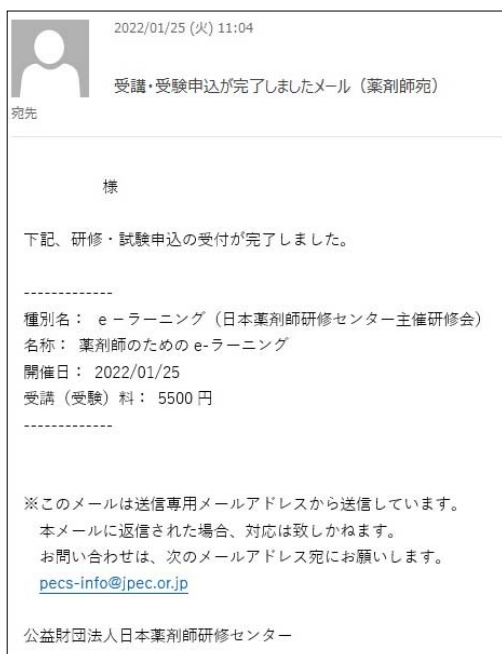 2022/01/25 (火) 11:04
受講・受験申込が完了しましたメール（薬剤師宛）
宛先
様
下記、研修・試験申込の受付が完了しました。
-------------
種別名： e－ラーニング（日本薬剤師研修センター主催研修会）
名称： 薬剤師のための e-ラーニング
開催日： 2022/01/25
受講（受験）料： 5500 円
-------------
※このメールは送信専用メールアドレスから送信しています。
本メールに返信された場合、対応は致しかねます。
お問い合わせは、次のメールアドレス宛にお願いします。
pecs-info@jpec.or.jp
公益財団法人日本薬剤師研修センター